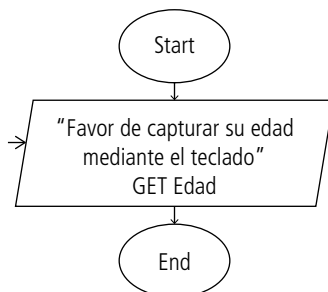 Start
“Favor de capturar su edad
mediante el teclado”
GET Edad
End